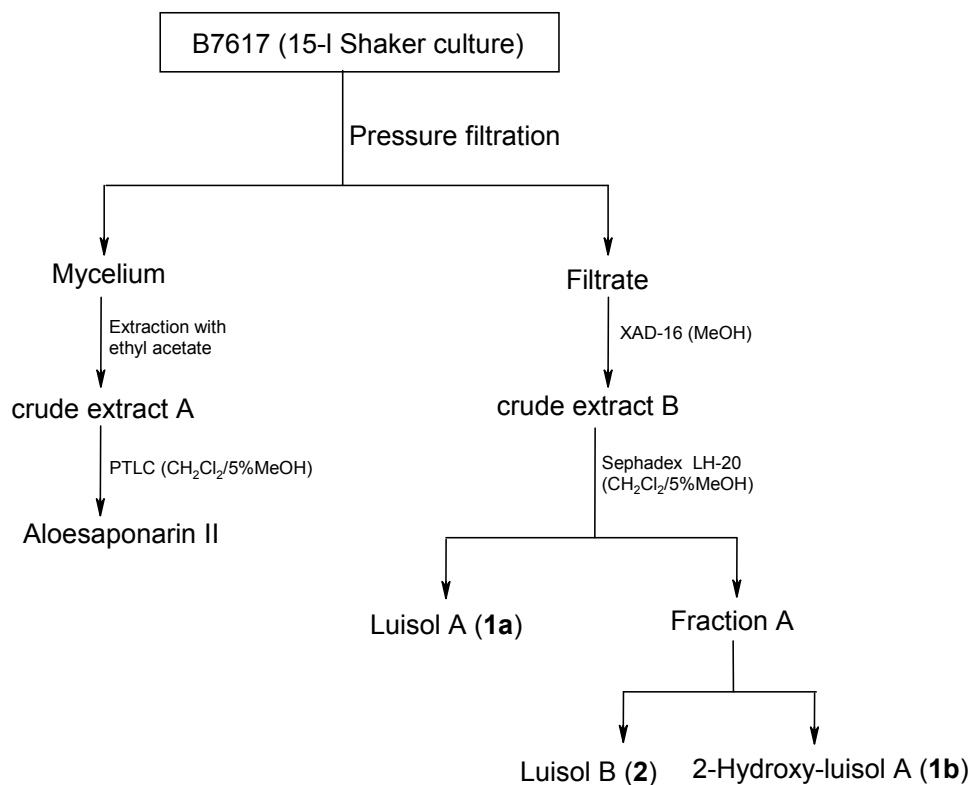 B7617 (15-l Shaker culture)
Pressure filtration
Mycelium
Filtrate
Extraction with
ethyl acetate
XAD-16 (MeOH)
crude extract A
crude extract B
PTLC (CH₂Cl₂/5%MeOH)
Sephadex LH-20
(CH₂Cl₂/5%MeOH)
Aloesaponarin II
Luisol A (1a)
Fraction A
Luisol B (2)
2-Hydroxy-luisol A (1b)